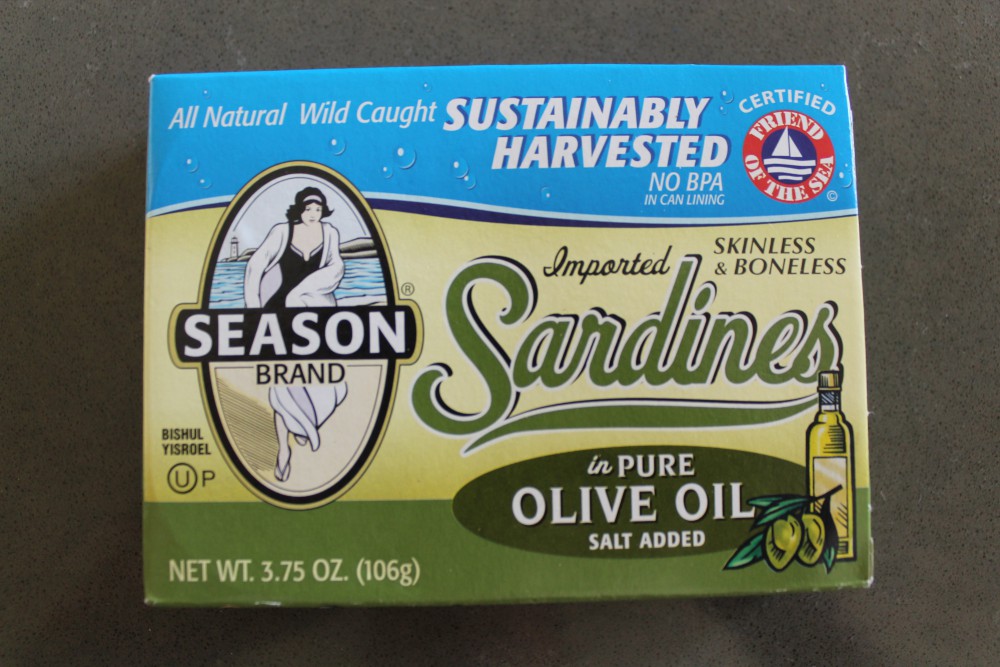 All Natural Wild Caught SUSTAINABLY
HARVESTED
NO BPA
IN CAN LINING
CERTIFIED
FRIEND
OF THE SEA
©
Imported
SKINLESS
& BONELESS
Sardines
SEASON
®
BRAND
BISHUL
YISROEL
U P
in PURE
OLIVE OIL
SALT ADDED
NET WT. 3.75 OZ. (106g)